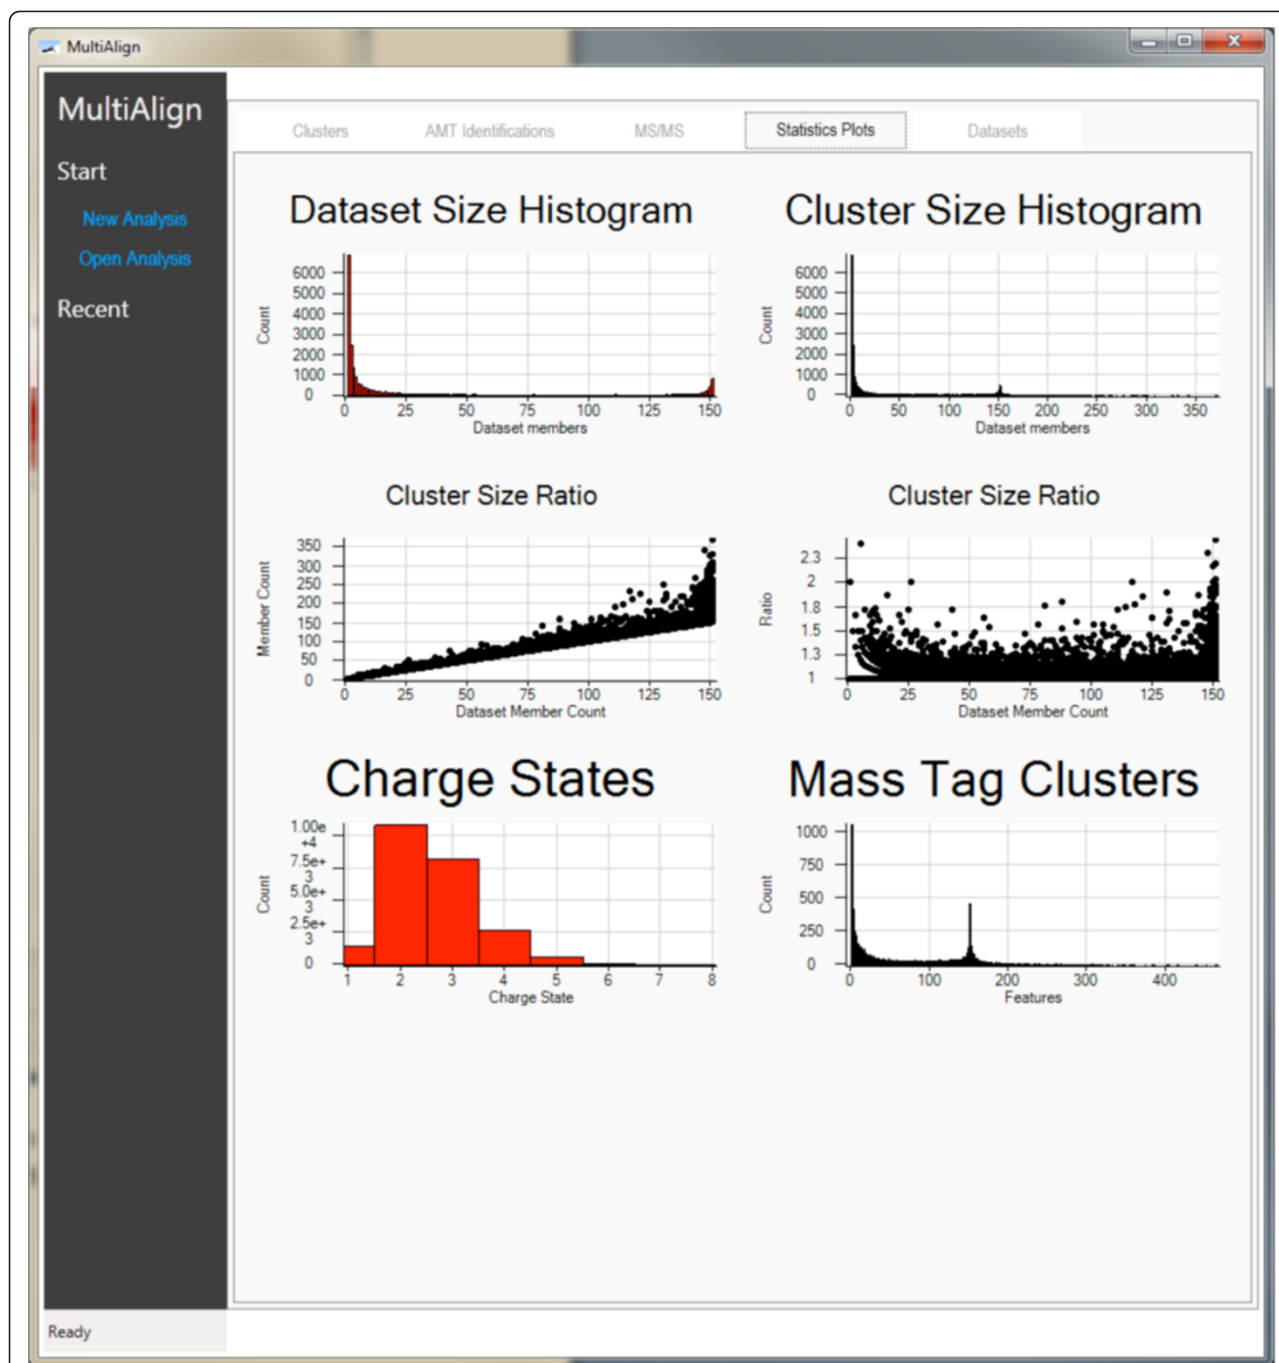 MultiAlign
MultiAlign
Start
New Analysis
Open Analysis
Recent
Ready
Clusters AMT Identifications MS/MS Statistics Plots Datasets
Dataset Size Histogram
Count
6000
5000
4000
3000
2000
1000
0
0 25 50 75 100 125 150
Dataset members
Cluster Size Histogram
Count
6000
5000
4000
3000
2000
1000
0
0 50 100 150 200 250 300 350
Dataset members
Cluster Size Ratio
Member Count
350
300
250
200
150
100
50
0
0 25 50 75 100 125 150
Dataset Member Count
Cluster Size Ratio
Ratio
2.3
2
1.8
1.5
1.3
1
0 25 50 75 100 125 150
Dataset Member Count
Charge States
Count
1.00e
+4
7.5e+
3
5.0e+
3
2.5e+
3
0
1 2 3 4 5 6 7 8
Charge State
Mass Tag Clusters
Count
1000
750
500
250
0
0 100 200 300 400
Features